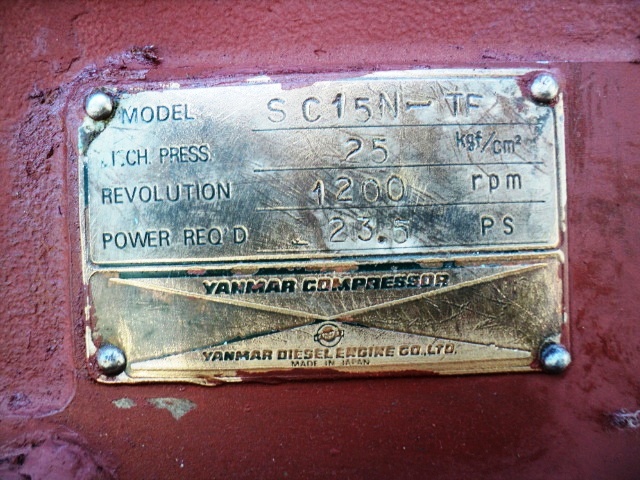 MODEL SC15N-TF
D.CH. PRESS 25 kgf/cm²
REVOLUTION 1200 rpm
POWER REQ'D 23.5 PS
YANMAR COMPRESSOR
YANMAR DIESEL ENGINE CO.,LTD.
MADE IN JAPAN